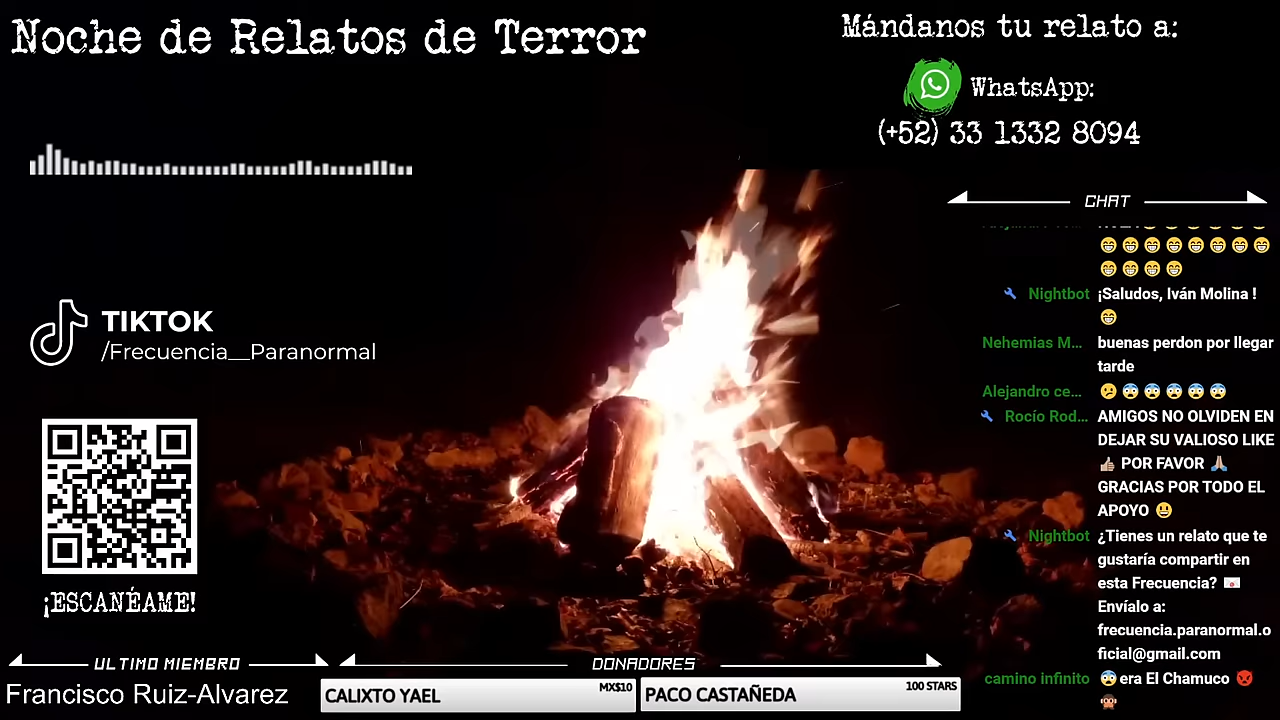 Noche de Relatos de Terror
Mándanos tu relato a:
WhatsApp:
(+52) 33 1332 8094
TIKTOK
/Frecuencia__Paranormal
¡ESCANÉAME!
CHAT
Nightbot ¡Saludos, Iván Molina !
Nehemias M... buenas perdon por llegar
tarde
Alejandro ce...
Rocío Rod... AMIGOS NO OLVIDEN EN
DEJAR SU VALIOSO LIKE
POR FAVOR
GRACIAS POR TODO EL
APOYO
Nightbot ¿Tienes un relato que te
gustaría compartir en
esta Frecuencia?
Envíalo a:
frecuencia.paranormal.o
ficial@gmail.com
camino infinito era El Chamuco
ULTIMO MIEMBRO
Francisco Ruiz-Alvarez
DONADORES
CALIXTO YAEL MX$10
PACO CASTAÑEDA 100 STARS